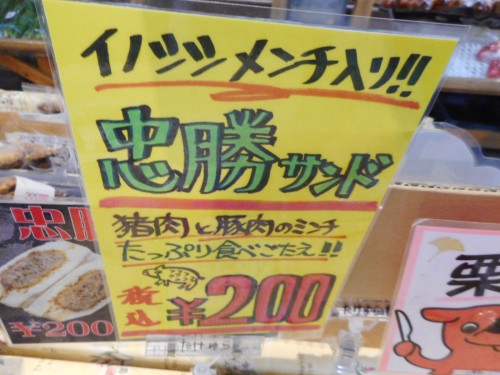 イノシシメンチ入り!!
忠勝サンド
猪肉と豚肉のミンチ
たっぷり食べごたえ!!
税込 ¥200
忠
¥200
栗